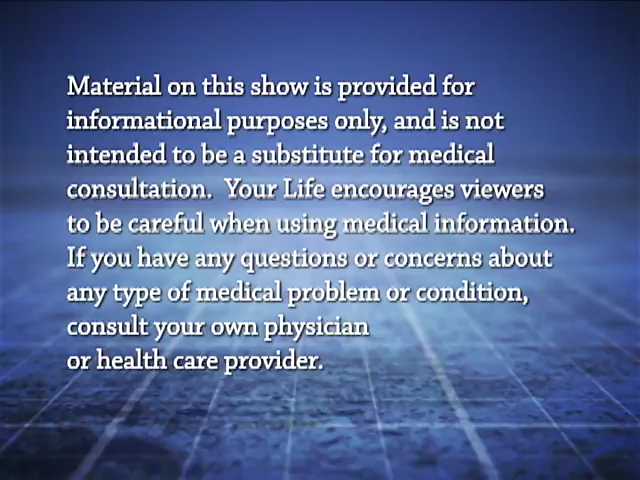 Material on this show is provided for
informational purposes only, and is not
intended to be a substitute for medical
consultation.  Your Life encourages viewers
to be careful when using medical information.
If you have any questions or concerns about
any type of medical problem or condition,
consult your own physician
or health care provider.